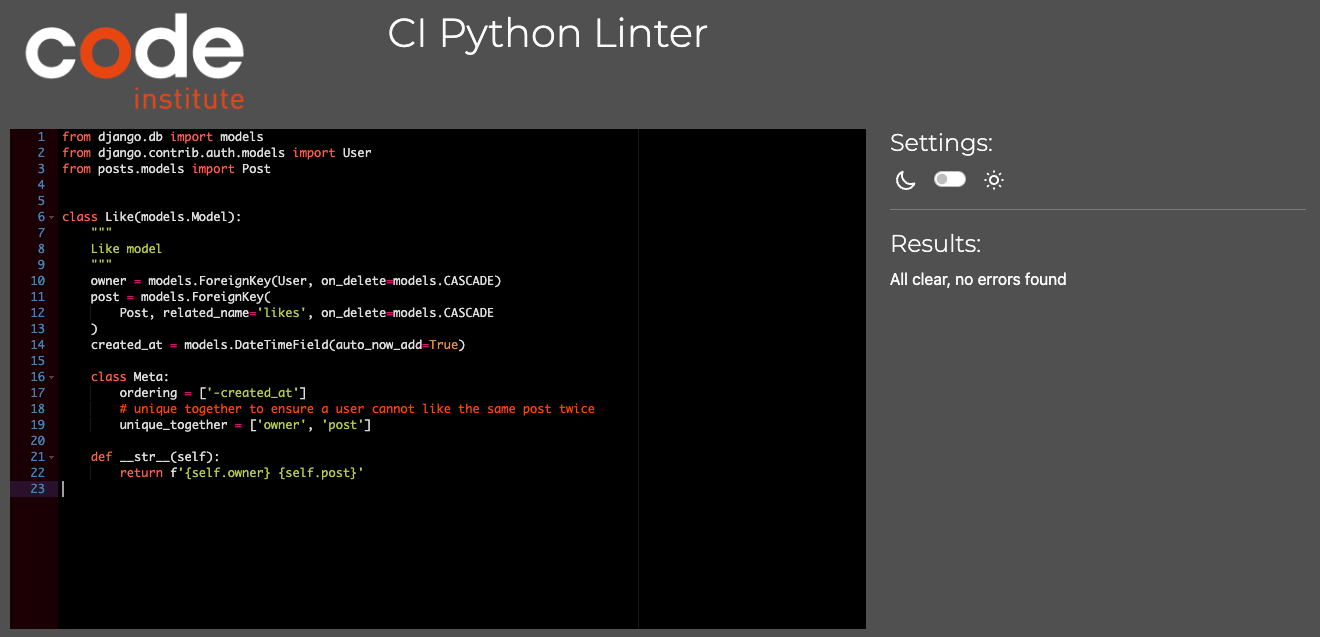 code
institute
CI Python Linter
1 from django.db import models
2 from django.contrib.auth.models import User
3 from posts.models import Post
4
5
6 class Like(models.Model):
7     """
8     Like model
9     """
10     owner = models.ForeignKey(User, on_delete=models.CASCADE)
11     post = models.ForeignKey(
12         Post, related_name='likes', on_delete=models.CASCADE
13     )
14     created_at = models.DateTimeField(auto_now_add=True)
15
16     class Meta:
17         ordering = ['-created_at']
18         # unique together to ensure a user cannot like the same post twice
19         unique_together = ['owner', 'post']
20
21     def __str__(self):
22         return f'{self.owner} {self.post}'
23
Settings:
Results:
All clear, no errors found